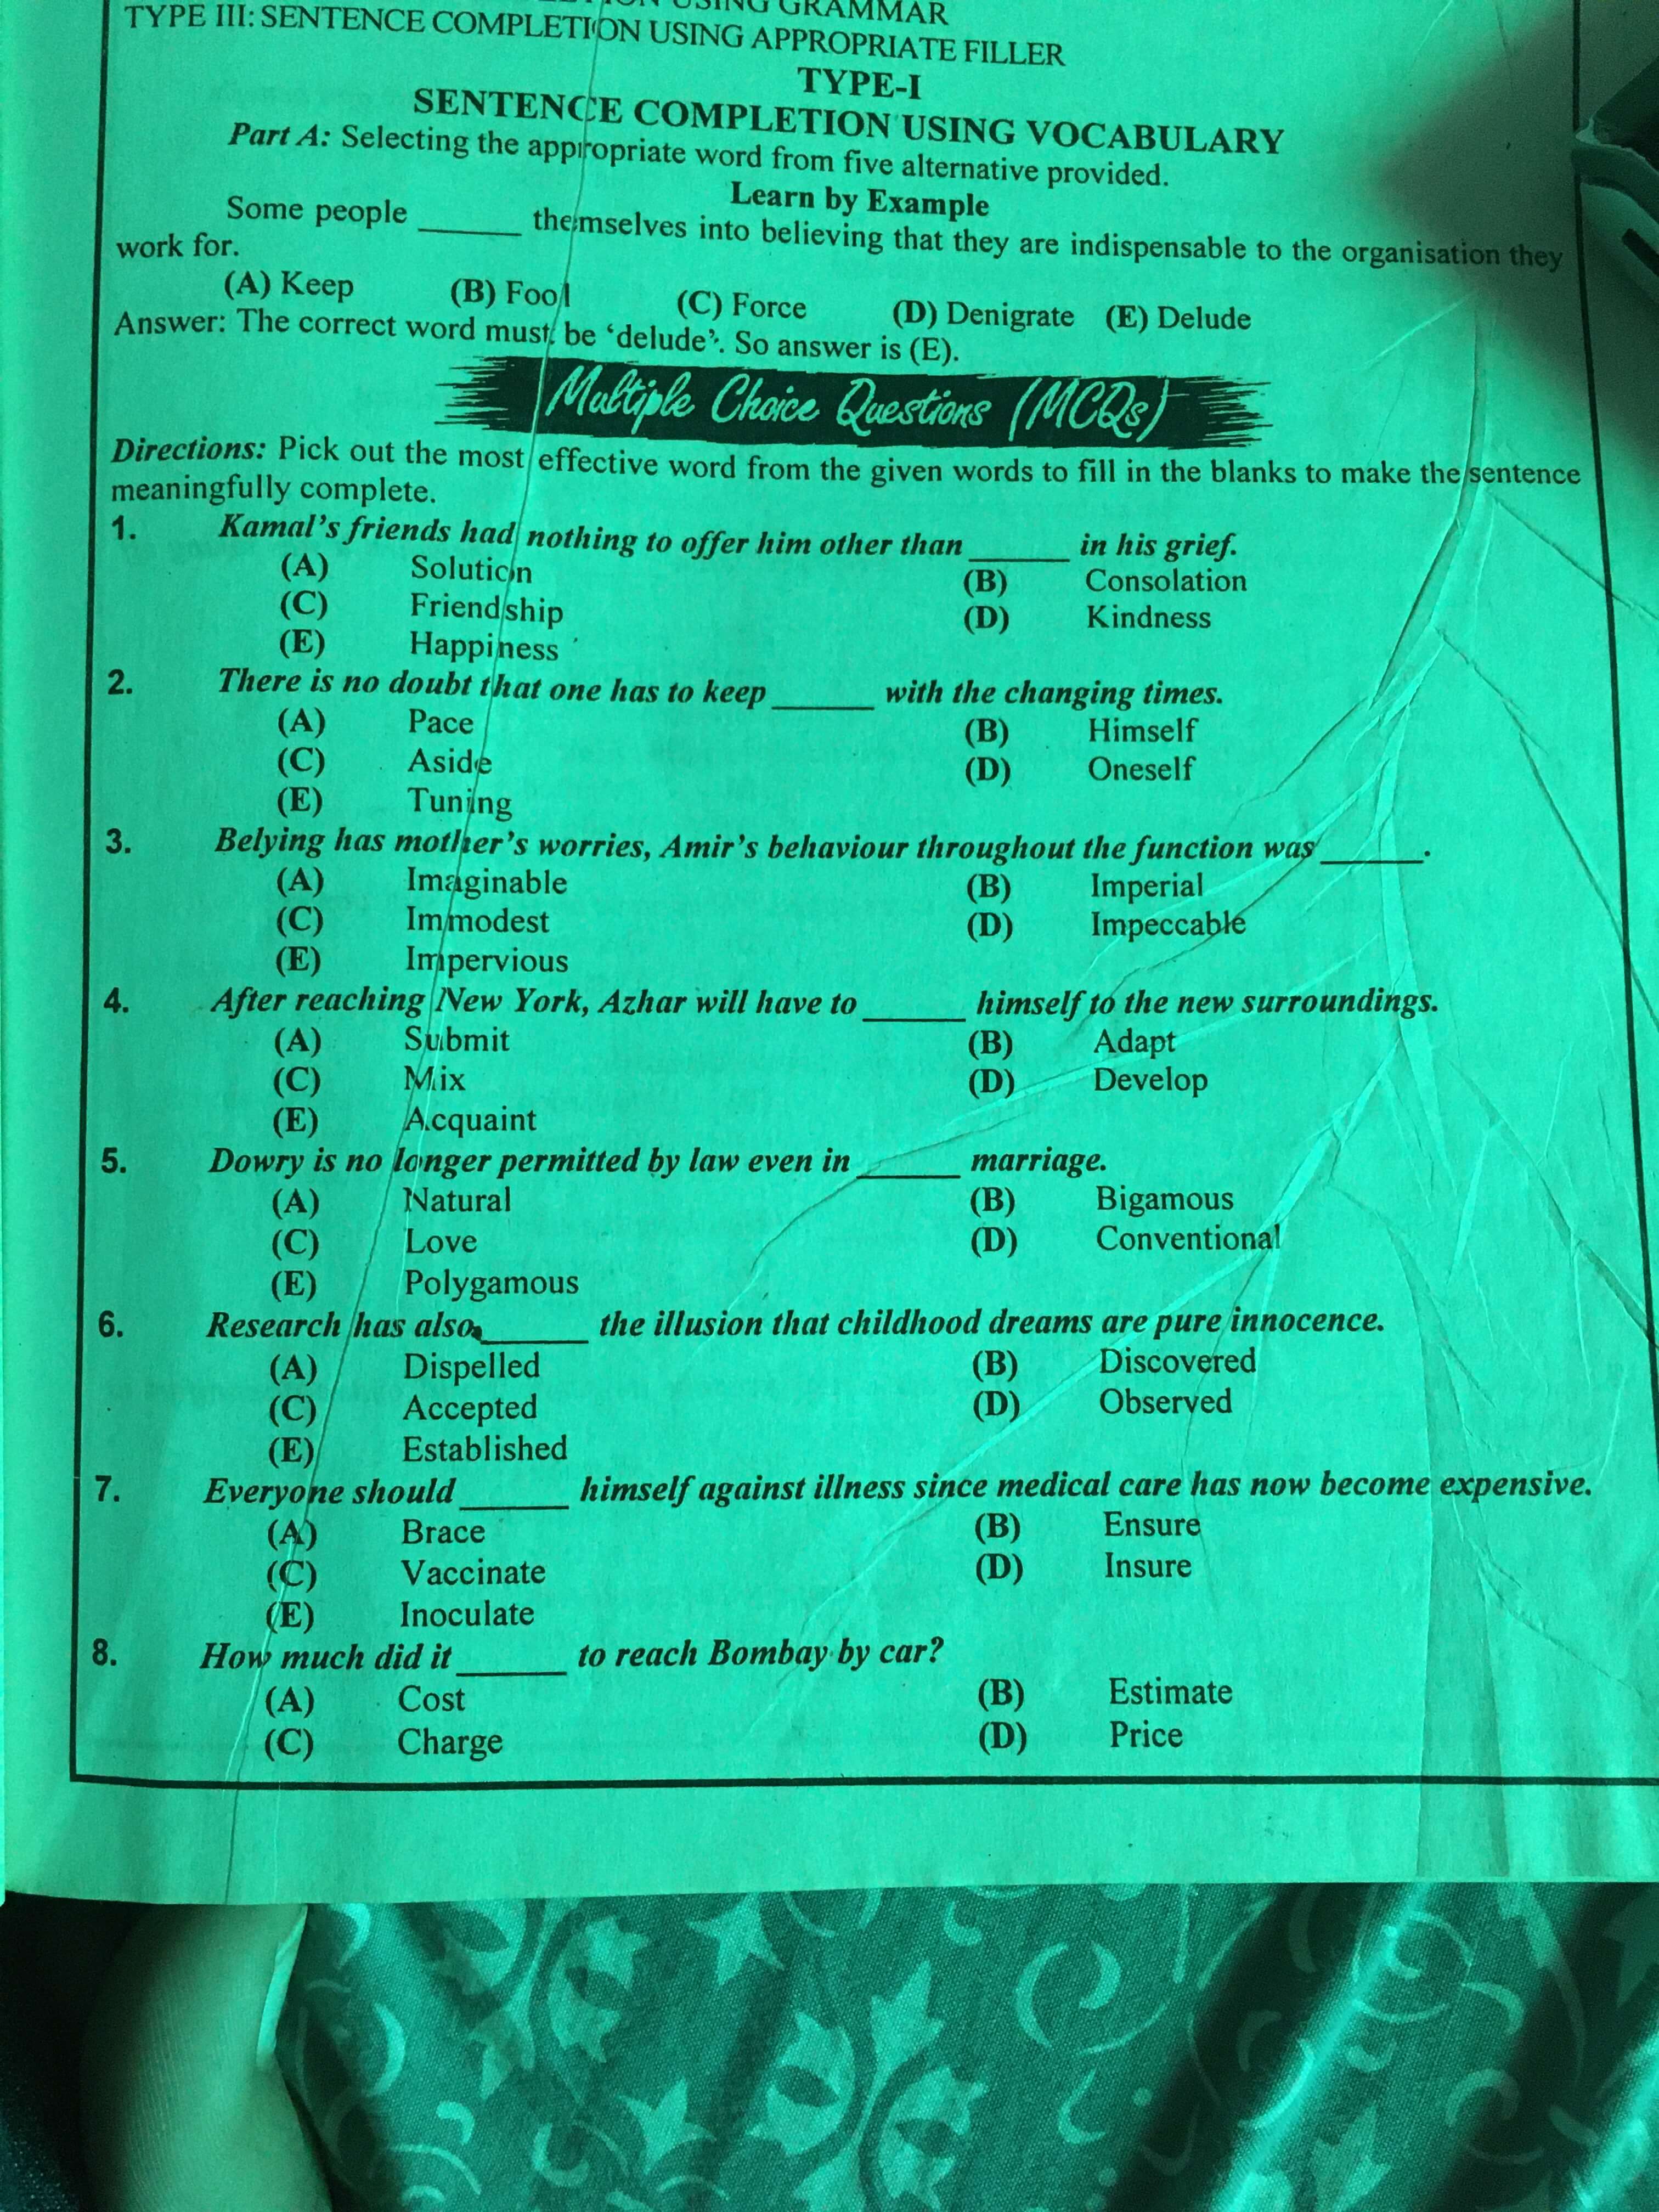 USING GRAMMAR
TYPE III: SENTENCE COMPLETION USING APPROPRIATE FILLER
TYPE-I
SENTENCE COMPLETION USING VOCABULARY
Part A: Selecting the appropriate word from five alternative provided.
Learn by Example
Some people ______ themselves into believing that they are indispensable to the organisation they
work for.
(A) Keep (B) Fool (C) Force (D) Denigrate (E) Delude
Answer: The correct word must be ‘delude’. So answer is (E).
Multiple Choice Questions (MCQs)
Directions: Pick out the most effective word from the given words to fill in the blanks to make the sentence
meaningfully complete.
1. Kamal’s friends had nothing to offer him other than ______ in his grief.
(A) Solution (B) Consolation
(C) Friendship (D) Kindness
(E) Happiness
2. There is no doubt that one has to keep ______ with the changing times.
(A) Pace (B) Himself
(C) Aside (D) Oneself
(E) Tuning
3. Belying has mother’s worries, Amir’s behaviour throughout the function was ______.
(A) Imaginable (B) Imperial
(C) Immodest (D) Impeccable
(E) Impervious
4. After reaching New York, Azhar will have to ______ himself to the new surroundings.
(A) Submit (B) Adapt
(C) Mix (D) Develop
(E) Acquaint
5. Dowry is no longer permitted by law even in ______ marriage.
(A) Natural (B) Bigamous
(C) Love (D) Conventional
(E) Polygamous
6. Research has also ______ the illusion that childhood dreams are pure innocence.
(A) Dispelled (B) Discovered
(C) Accepted (D) Observed
(E) Established
7. Everyone should ______ himself against illness since medical care has now become expensive.
(A) Brace (B) Ensure
(C) Vaccinate (D) Insure
(E) Inoculate
8. How much did it ______ to reach Bombay by car?
(A) Cost (B) Estimate
(C) Charge (D) Price